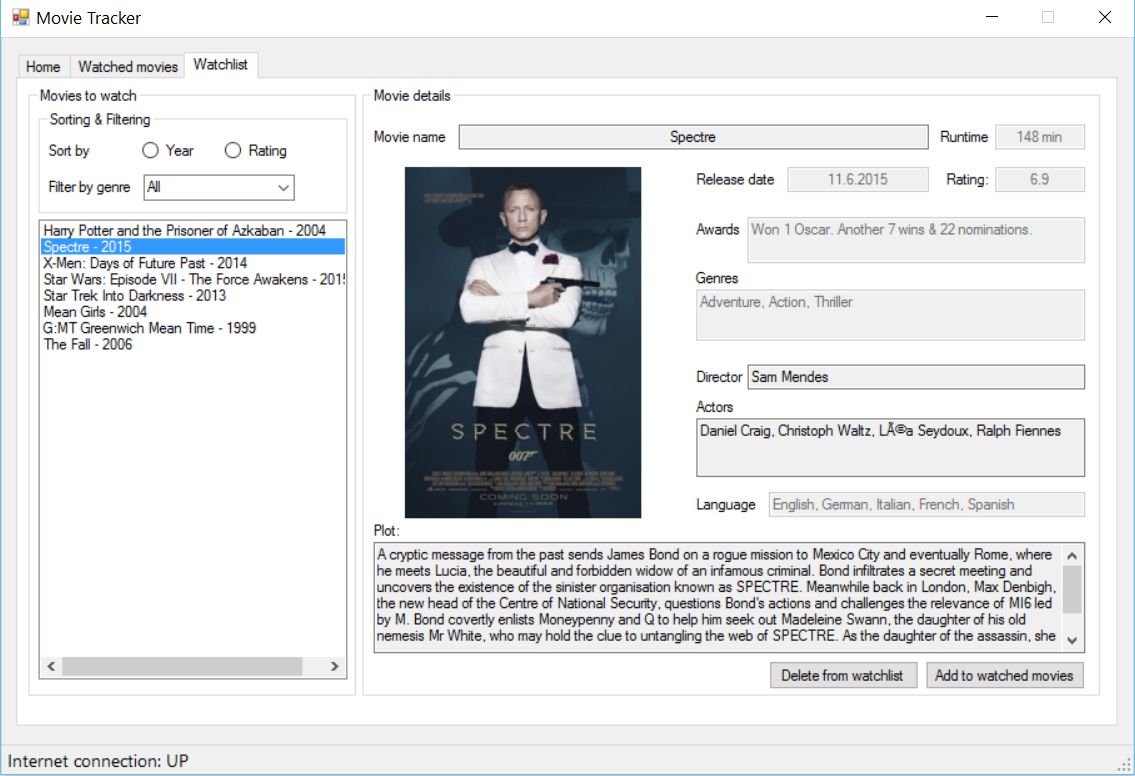 Movie Tracker
Home
Watched movies
Watchlist
Movies to watch
Sorting & Filtering
Sort by
Year
Rating
Filter by genre
All
Harry Potter and the Prisoner of Azkaban - 2004
Spectre - 2015
X-Men: Days of Future Past - 2014
Star Wars: Episode VII - The Force Awakens - 2015
Star Trek Into Darkness - 2013
Mean Girls - 2004
G:MT Greenwich Mean Time - 1999
The Fall - 2006
Movie details
Movie name
Spectre
Runtime
148 min
Release date
11.6.2015
Rating:
6.9
Awards
Won 1 Oscar. Another 7 wins & 22 nominations.
Genres
Adventure, Action, Thriller
Director
Sam Mendes
Actors
Daniel Craig, Christoph Waltz, LÃ©a Seydoux, Ralph Fiennes
Language
English, German, Italian, French, Spanish
SPECTRE
007
COMING SOON
Plot:
A cryptic message from the past sends James Bond on a rogue mission to Mexico City and eventually Rome, where
he meets Lucia, the beautiful and forbidden widow of an infamous criminal. Bond infiltrates a secret meeting and
uncovers the existence of the sinister organisation known as SPECTRE. Meanwhile back in London, Max Denbigh,
the new head of the Centre of National Security, questions Bond's actions and challenges the relevance of MI6 led
by M. Bond covertly enlists Moneypenny and Q to help him seek out Madeleine Swann, the daughter of his old
nemesis Mr White, who may hold the clue to untangling the web of SPECTRE. As the daughter of the assassin, she
Delete from watchlist
Add to watched movies
Internet connection: UP